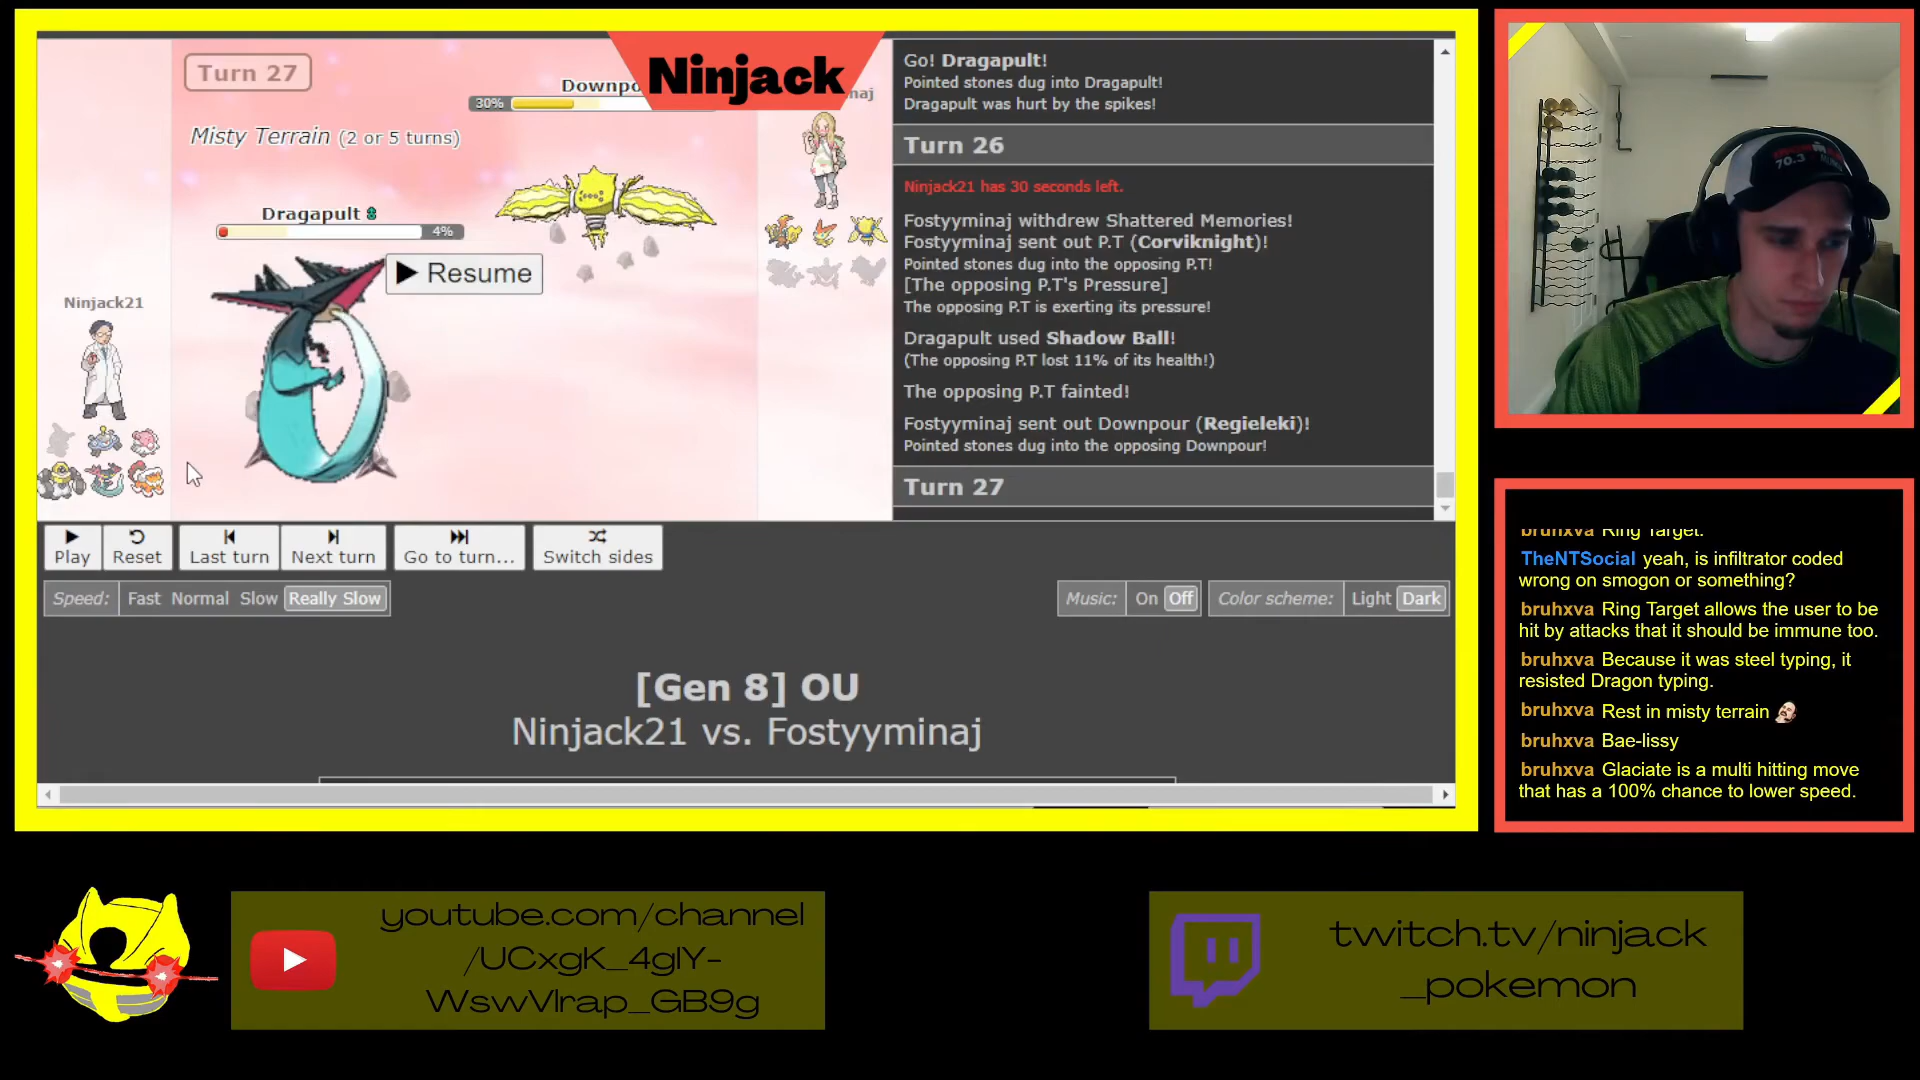 Turn 27
Downpo
30%
Misty Terrain (2 or 5 turns)
Dragapult
4%
Resume
Ninjack21
Ninjack
naj
Go! Dragapult!
Pointed stones dug into Dragapult!
Dragapult was hurt by the spikes!
Turn 26
Ninjack21 has 30 seconds left.
Fostyyminaj withdrew Shattered Memories!
Fostyyminaj sent out P.T (Corviknight)!
Pointed stones dug into the opposing P.T!
[The opposing P.T's Pressure]
The opposing P.T is exerting its pressure!
Dragapult used Shadow Ball!
(The opposing P.T lost 11% of its health!)
The opposing P.T fainted!
Fostyyminaj sent out Downpour (Regieleki)!
Pointed stones dug into the opposing Downpour!
Turn 27
Play Reset Last turn Next turn Go to turn... Switch sides
Speed: Fast Normal Slow Really Slow Music: On Off Color scheme: Light Dark
[Gen 8] OU
Ninjack21 vs. Fostyyminaj
70.3
bruhxva Ring Target.
TheNTSocial yeah, is infiltrator coded
wrong on smogon or something?
bruhxva Ring Target allows the user to be
hit by attacks that it should be immune too.
bruhxva Because it was steel typing, it
resisted Dragon typing.
bruhxva Rest in misty terrain
bruhxva Bae-lissy
bruhxva Glaciate is a multi hitting move
that has a 100% chance to lower speed.
youtube.com/channel
/UCxgK_4glY-
WswVlrap_GB9g
twitch.tv/ninjack
_pokemon